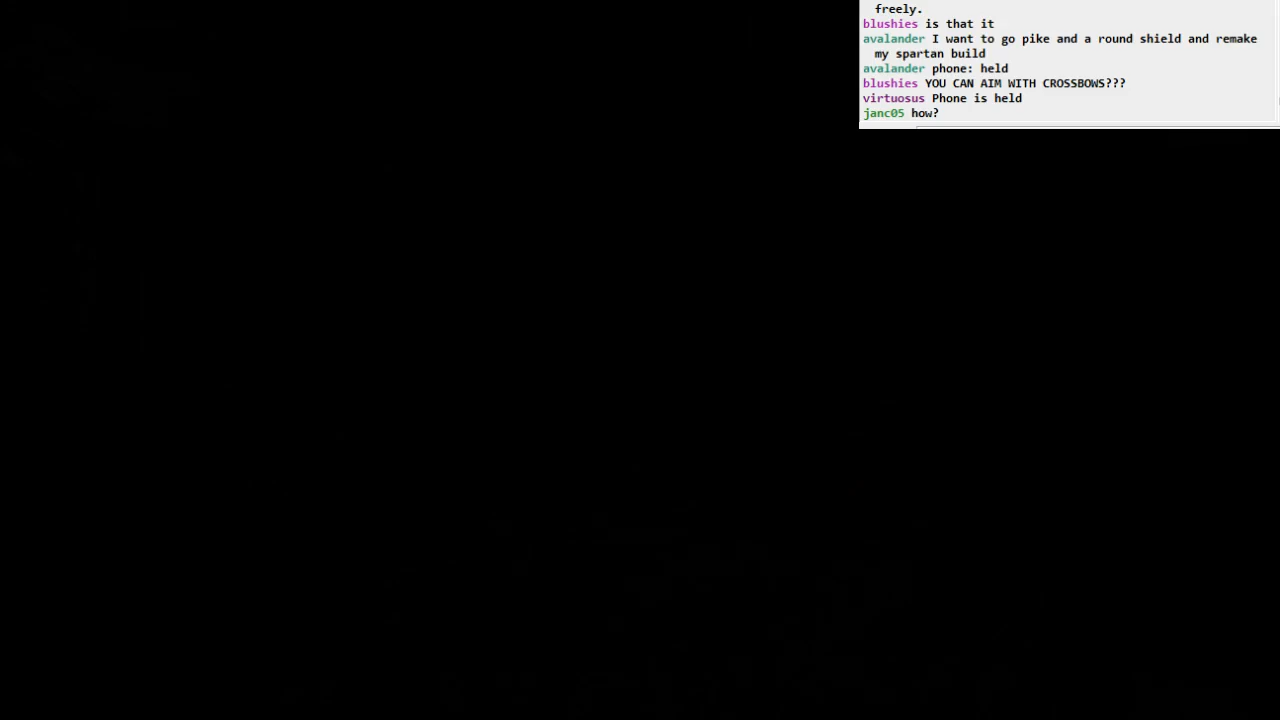 freely.
blushies is that it
avalander I want to go pike and a round shield and remake
my spartan build
avalander phone: held
blushies YOU CAN AIM WITH CROSSBOWS???
virtuosus Phone is held
janc05 how?